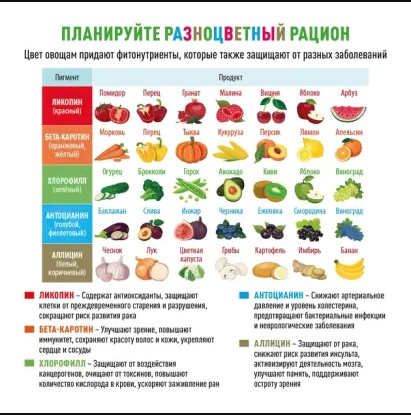 ПЛАНИРУЙТЕ РАЗНОЦВЕТНЫЙ РАЦИОН
Цвет овощам придают фитонутриенты, которые также защищают от разных заболеваний
Пигмент Продукт
ЛИКОПИН
(красный)
Помидор Перец Гранат Малина Вишня Яблоко Арбуз
БЕТА-КАРОТИН
(оранжевый,
жёлтый)
Морковь Перец Тыква Кукуруза Персик Лимон Апельсин
ХЛОРОФИЛЛ
(зелёный)
Огурец Брокколи Горох Авокадо Киви Яблоко Виноград
АНТОЦИАНИН
(голубой,
фиолетовый)
Баклажан Слива Инжир Черника Ежевика Смородина Виноград
АЛЛИЦИН
(белый,
коричневый)
Чеснок Лук Цветная капуста Грибы Картофель Имбирь Банан
ЛИКОПИН – Содержат антиоксиданты, защищают
клетки от преждевременного старения и разрушения,
сокращают риск развития рака
БЕТА-КАРОТИН – Улучшают зрение, повышают
иммунитет, сохраняют красоту волос и кожи, укрепляют
сердце и сосуды
ХЛОРОФИЛЛ – Защищают от воздействия
канцерогенов, очищают от токсинов, повышают
количество кислорода в крови, ускоряют заживление ран
АНТОЦИАНИН – Снижают артериальное
давление и уровень холестерина,
предотвращают бактериальные инфекции
и неврологические заболевания
АЛЛИЦИН – Защищают от рака,
снижают риск развития инсульта,
активизируют деятельность мозга,
улучшают память, поддерживают
остроту зрения